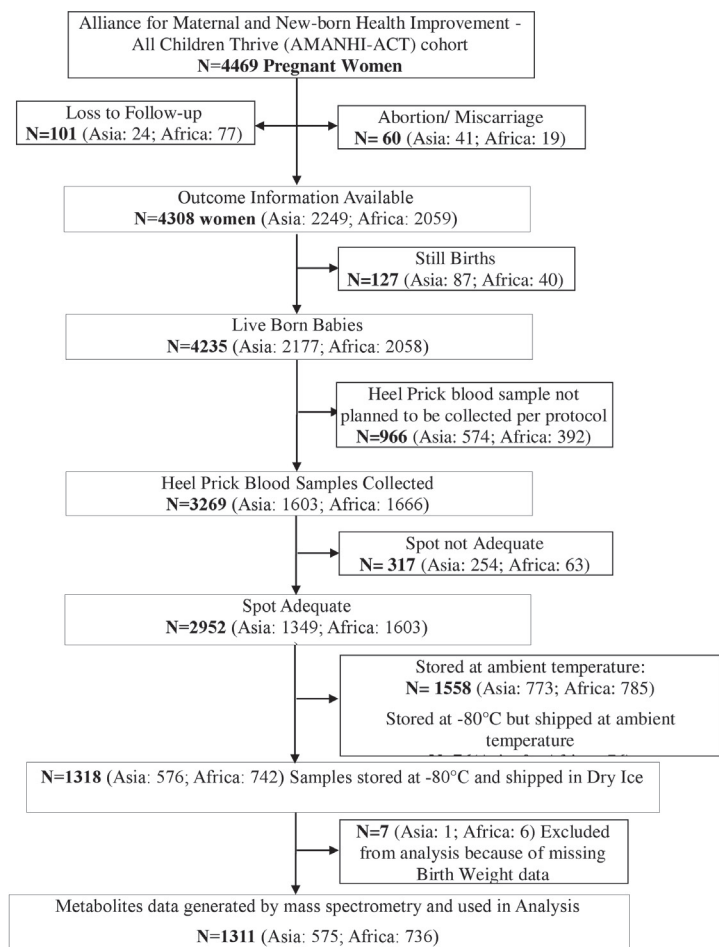 Alliance for Maternal and New-born Health Improvement -
All Children Thrive (AMANHI-ACT) cohort
N=4469 Pregnant Women
Loss to Follow-up
N=101 (Asia: 24; Africa: 77)
Abortion/ Miscarriage
N= 60 (Asia: 41; Africa: 19)
Outcome Information Available
N=4308 women (Asia: 2249; Africa: 2059)
Still Births
N=127 (Asia: 87; Africa: 40)
Live Born Babies
N=4235 (Asia: 2177; Africa: 2058)
Heel Prick blood sample not
planned to be collected per protocol
N=966 (Asia: 574; Africa: 392)
Heel Prick Blood Samples Collected
N=3269 (Asia: 1603; Africa: 1666)
Spot not Adequate
N= 317 (Asia: 254; Africa: 63)
Spot Adequate
N=2952 (Asia: 1349; Africa: 1603)
Stored at ambient temperature:
N= 1558 (Asia: 773; Africa: 785)
Stored at -80°C but shipped at ambient
temperature
N=1318 (Asia: 576; Africa: 742) Samples stored at -80°C and shipped in Dry Ice
N=7 (Asia: 1; Africa: 6) Excluded
from analysis because of missing
Birth Weight data
Metabolites data generated by mass spectrometry and used in Analysis
N=1311 (Asia: 575; Africa: 736)